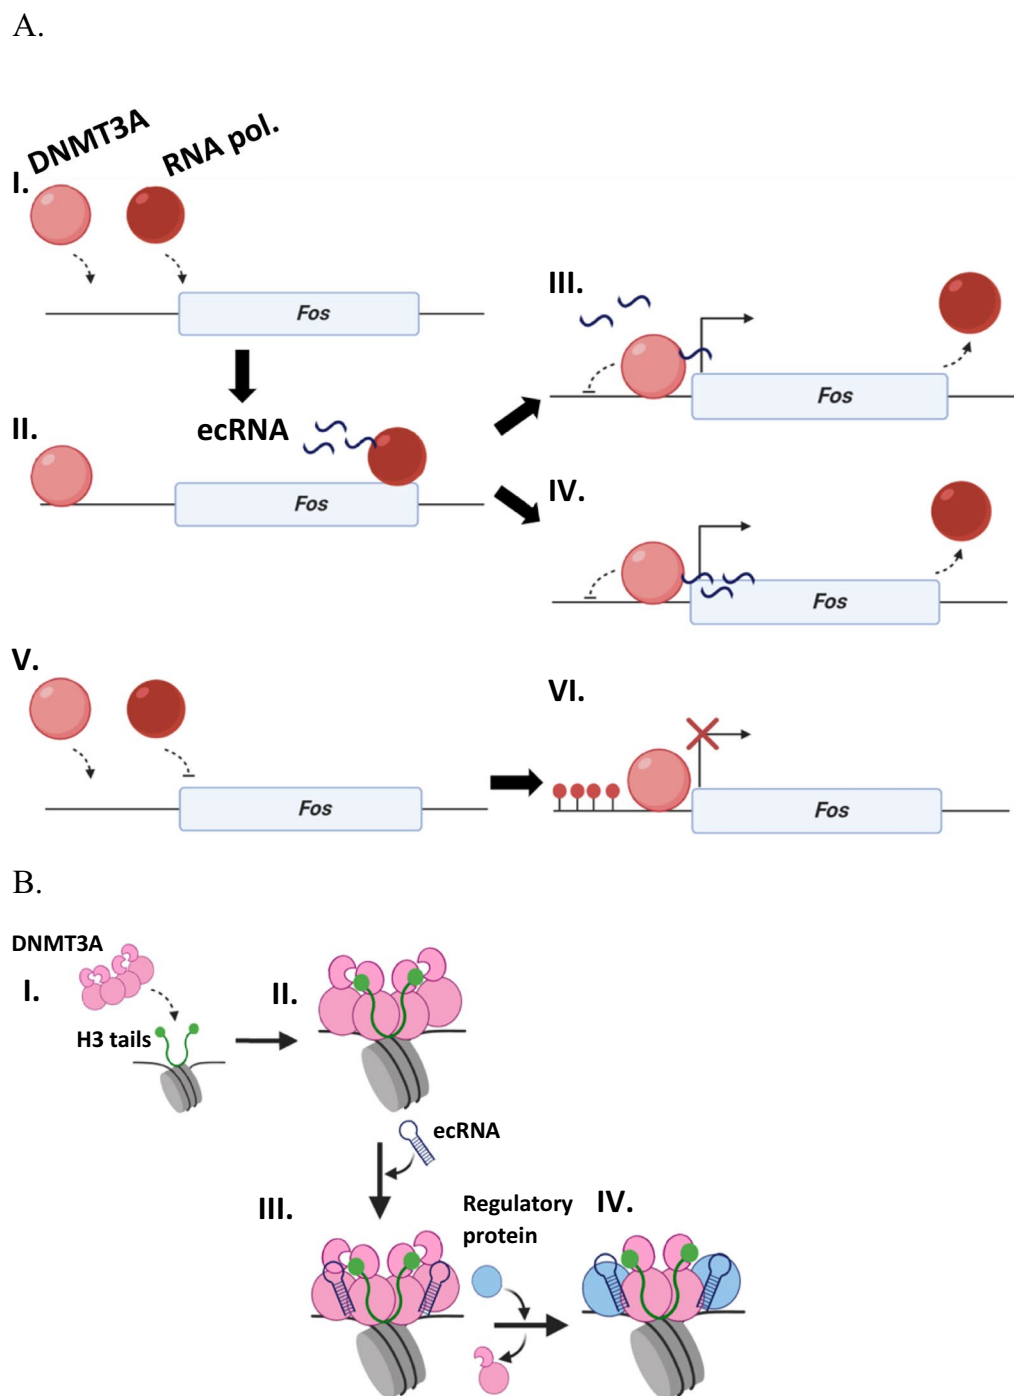 A.
DNMT3A
RNA pol.
I.
Fos
III.
Fos
II.
ecRNA
Fos
IV.
Fos
V.
Fos
VI.
Fos
B.
DNMT3A
I.
H3 tails
II.
ecRNA
III.
Regulatory
protein
IV.